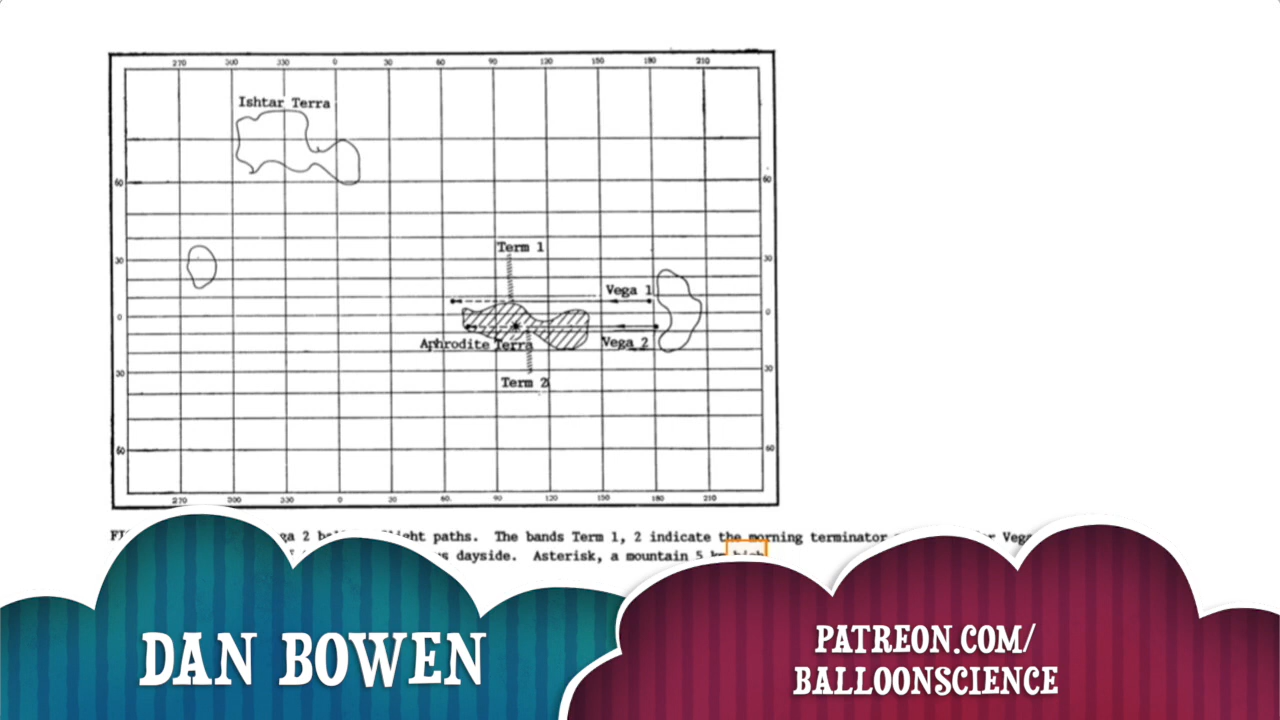 270 300 330 0 30 60 90 120 150 180 210
Ishtar Terra
60 60
Term 1
30 30
Vega 1
0 0
Aphrodite Terra Vega 2
30 30
Term 2
60 60
270 300 330 0 30 60. 90 120 150 180 210
paths. The bands Term 1, 2 indicate the morning terminator
dayside. Asterisk, a mountain 5
DAN BOWEN
PATREON.COM/
BALLOONSCIENCE